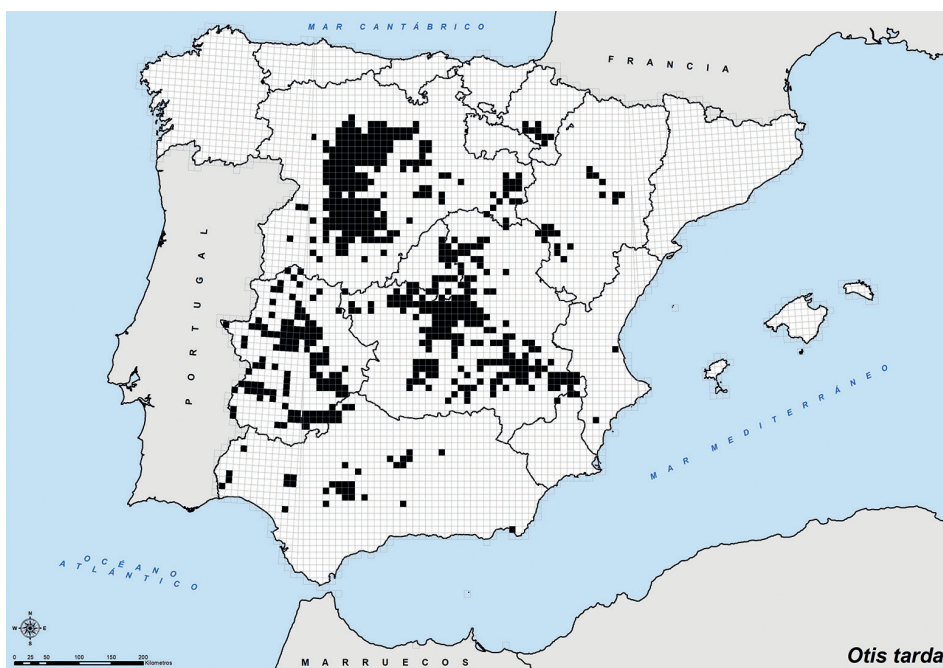 MAR CANTÁBRICO
FRANCIA
PORTUGAL
MAR MEDITERRÁNEO
OCÉANO
ATLÁNTICO
N
W E
S
0 25 50 100 150 200
Kilometros
MARRUECOS
Otis tarda